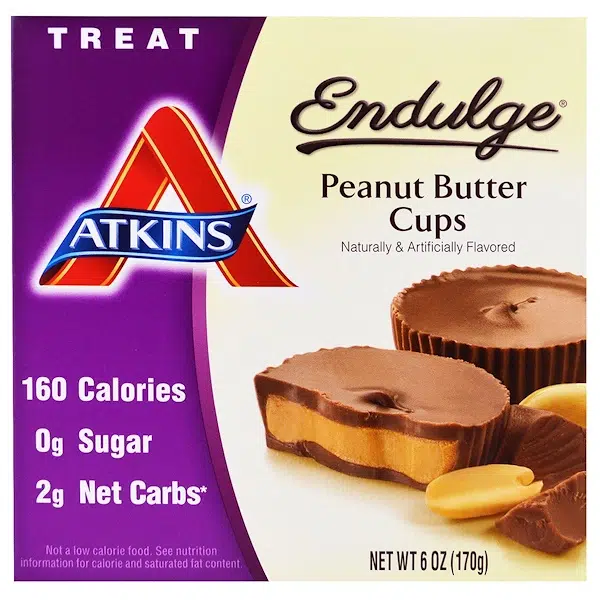 TREAT
ATKINS®
Endulge®
Peanut Butter
Cups
Naturally & Artificially Flavored
160 Calories
0g Sugar
2g Net Carbs*
Not a low calorie food. See nutrition
information for calorie and saturated fat content.
NET WT 6 OZ (170g)